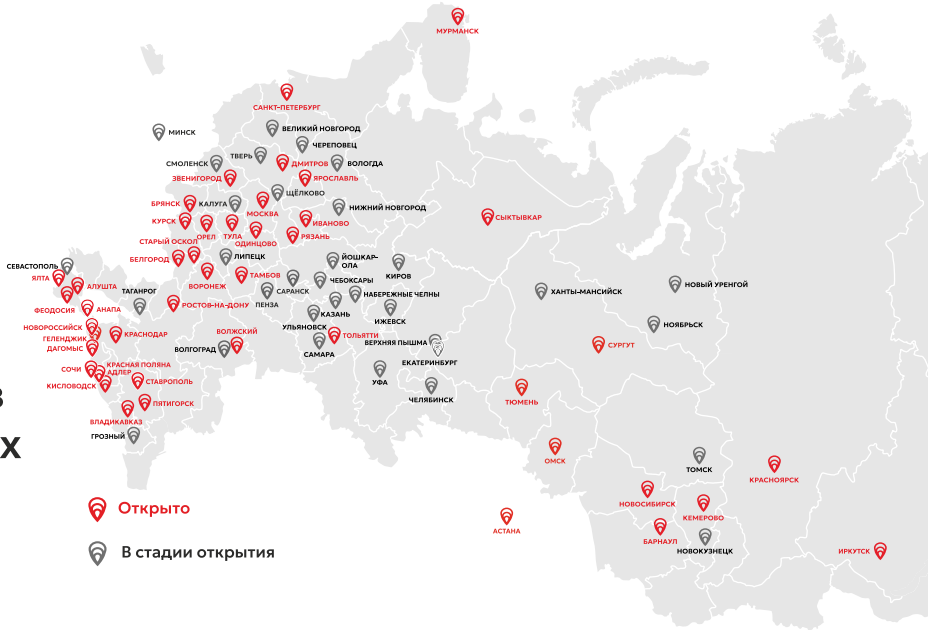 МУРМАНСК
САНКТ-ПЕТЕРБУРГ
МИНСК
ВЕЛИКИЙ НОВГОРОД
ЧЕРЕПОВЕЦ
ТВЕРЬ
СМОЛЕНСК
ДМИТРОВ
ВОЛОГДА
ЗВЕНИГОРОД
ЯРОСЛАВЛЬ
ЩЁЛКОВО
БРЯНСК
КАЛУГА
МОСКВА
НИЖНИЙ НОВГОРОД
КУРСК
ОРЕЛ
ТУЛА
ИВАНОВО
СЫКТЫВКАР
ОДИНЦОВО
РЯЗАНЬ
СТАРЫЙ ОСКОЛ
БЕЛГОРОД
ЛИПЕЦК
ЙОШКАР-
ОЛА
КИРОВ
СЕВАСТОПОЛЬ
ЯЛТА
АЛУШТА
ВОРОНЕЖ
ТАМБОВ
САРАНСК
ЧЕБОКСАРЫ
ТАГАНРОГ
ПЕНЗА
НАБЕРЕЖНЫЕ ЧЕЛНЫ
ХАНТЫ-МАНСИЙСК
НОВЫЙ УРЕНГОЙ
ФЕОДОСИЯ
АНАПА
РОСТОВ-НА-ДОНУ
КАЗАНЬ
ИЖЕВСК
НОЯБРЬСК
НОВОРОССИЙСК
УЛЬЯНОВСК
ГЕЛЕНДЖИК
КРАСНОДАР
ВОЛЖСКИЙ
ТОЛЬЯТТИ
ВЕРХНЯЯ ПЫШМА
СУРГУТ
ДАГОМЫС
ВОЛГОГРАД
САМАРА
ЕКАТЕРИНБУРГ
СОЧИ
КРАСНАЯ ПОЛЯНА
АДЛЕР
КИСЛОВОДСК
СТАВРОПОЛЬ
УФА
ЧЕЛЯБИНСК
ТЮМЕНЬ
В
ПЯТИГОРСК
ВЛАДИКАВКАЗ
ГРОЗНЫЙ
Х
ОМСК
ТОМСК
КРАСНОЯРСК
НОВОСИБИРСК
КЕМЕРОВО
Открыто
АСТАНА
БАРНАУЛ
НОВОКУЗНЕЦК
ИРКУТСК
В стадии открытия